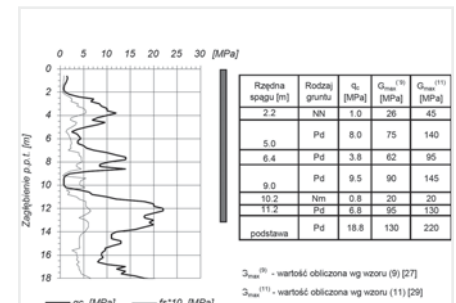 0 5 10 15 20 25 30 [MPa]
0
2
4
6
8
10
12
14
16
18
Zagłębienie p.p.t. [m]
qc [MPa] fs*10 [MPa]
Rzędna spągu [m] Rodzaj gruntu qc [MPa] Gmax(9) [MPa] Gmax(11) [MPa]
2.2 NN 1.0 26 45
5.0 Pd 8.0 75 140
6.4 Pd 3.8 62 95
9.0 Pd 9.5 90 145
10.2 Nm 0.8 20 20
11.2 Pd 6.8 95 130
podstawa Pd 18.8 130 220
Gmax(9) - wartość obliczona wg wzoru (9) [27]
Gmax(11) - wartość obliczona wg wzoru (11) [29]